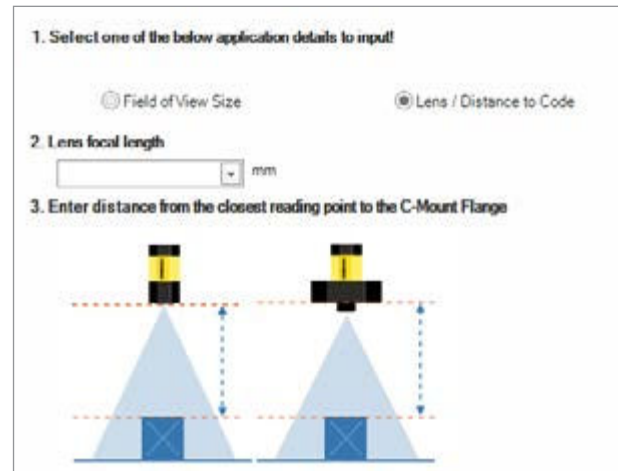 1. Select one of the below application details to input!
Field of View Size
Lens / Distance to Code
2. Lens focal length
mm
3. Enter distance from the closest reading point to the C-Mount Flange